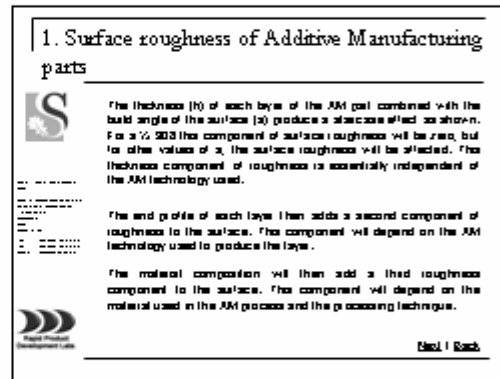 1. Surface roughness of Additive Manufacturing
parts
S
The thickness (h) of each layer of the AM part combined with the
build angle of the surface (a) produce a staircase effect as shown.
For a ½ 908 this component of surface roughness will be zero, but
for other values of a, the surface roughness will be affected. This
thickness component of roughness is essentially independent of
the AM technology used.
The end profile of each layer then adds a second component of
roughness to the surface. This component will depend on the AM
technology used to produce the layer.
The material composition will then add a third roughness
component to the surface. This component will depend on the
material used in the AM process and the processing technique.
Rapid Product
Development Labs
Next | Back